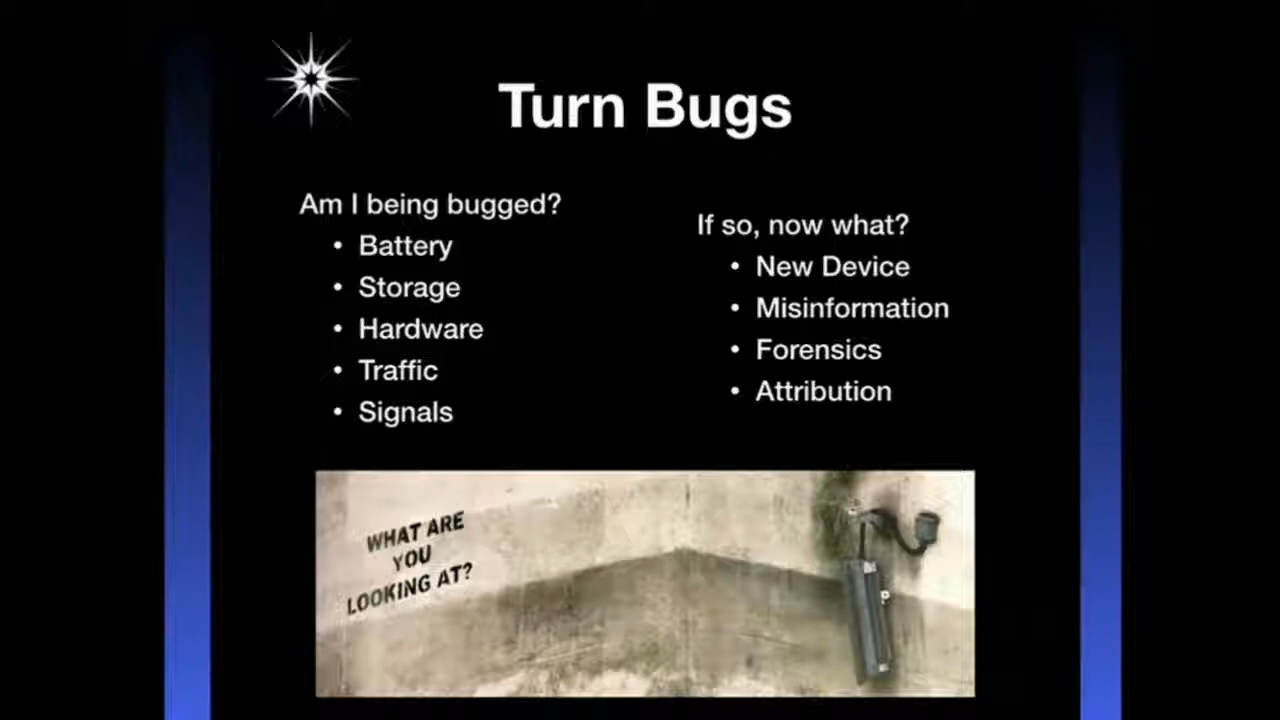 Turn Bugs
Am I being bugged?
• Battery
• Storage
• Hardware
• Traffic
• Signals
If so, now what?
• New Device
• Misinformation
• Forensics
• Attribution
WHAT ARE
YOU
LOOKING AT?